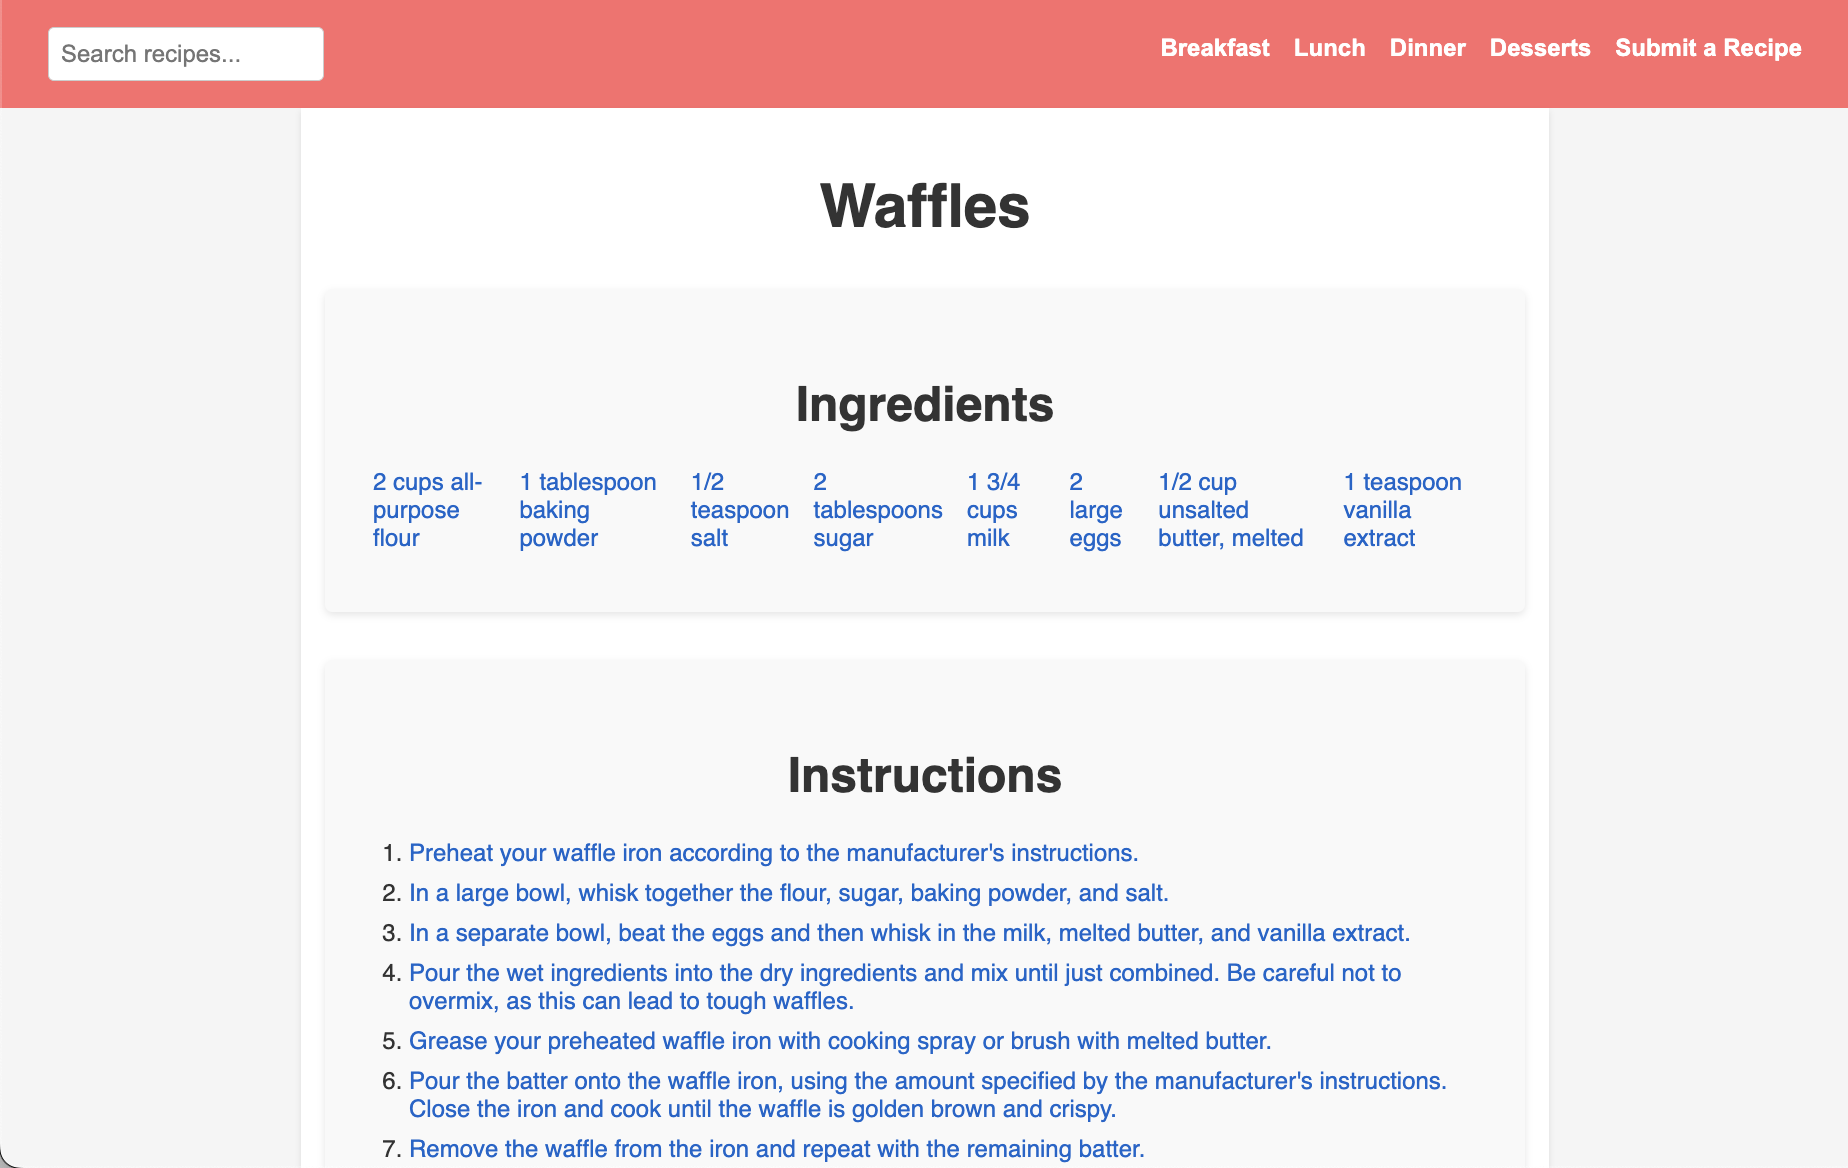 Search recipes...
Breakfast Lunch Dinner Desserts Submit a Recipe
Waffles
Ingredients
2 cups all-
purpose
flour
1 tablespoon
baking
powder
1/2
teaspoon
salt
2
tablespoons
sugar
1 3/4
cups
milk
2
large
eggs
1/2 cup
unsalted
butter, melted
1 teaspoon
vanilla
extract
Instructions
1. Preheat your waffle iron according to the manufacturer's instructions.
2. In a large bowl, whisk together the flour, sugar, baking powder, and salt.
3. In a separate bowl, beat the eggs and then whisk in the milk, melted butter, and vanilla extract.
4. Pour the wet ingredients into the dry ingredients and mix until just combined. Be careful not to
overmix, as this can lead to tough waffles.
5. Grease your preheated waffle iron with cooking spray or brush with melted butter.
6. Pour the batter onto the waffle iron, using the amount specified by the manufacturer's instructions.
Close the iron and cook until the waffle is golden brown and crispy.
7. Remove the waffle from the iron and repeat with the remaining batter.